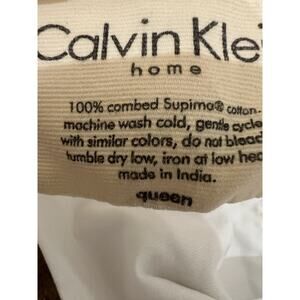 Calvin Klei
home
100% combed Supima® cotton.
machine wash cold, gentle cycle
with similar colors, do not bleac
tumble dry low, iron at low hea
made in India.
queen